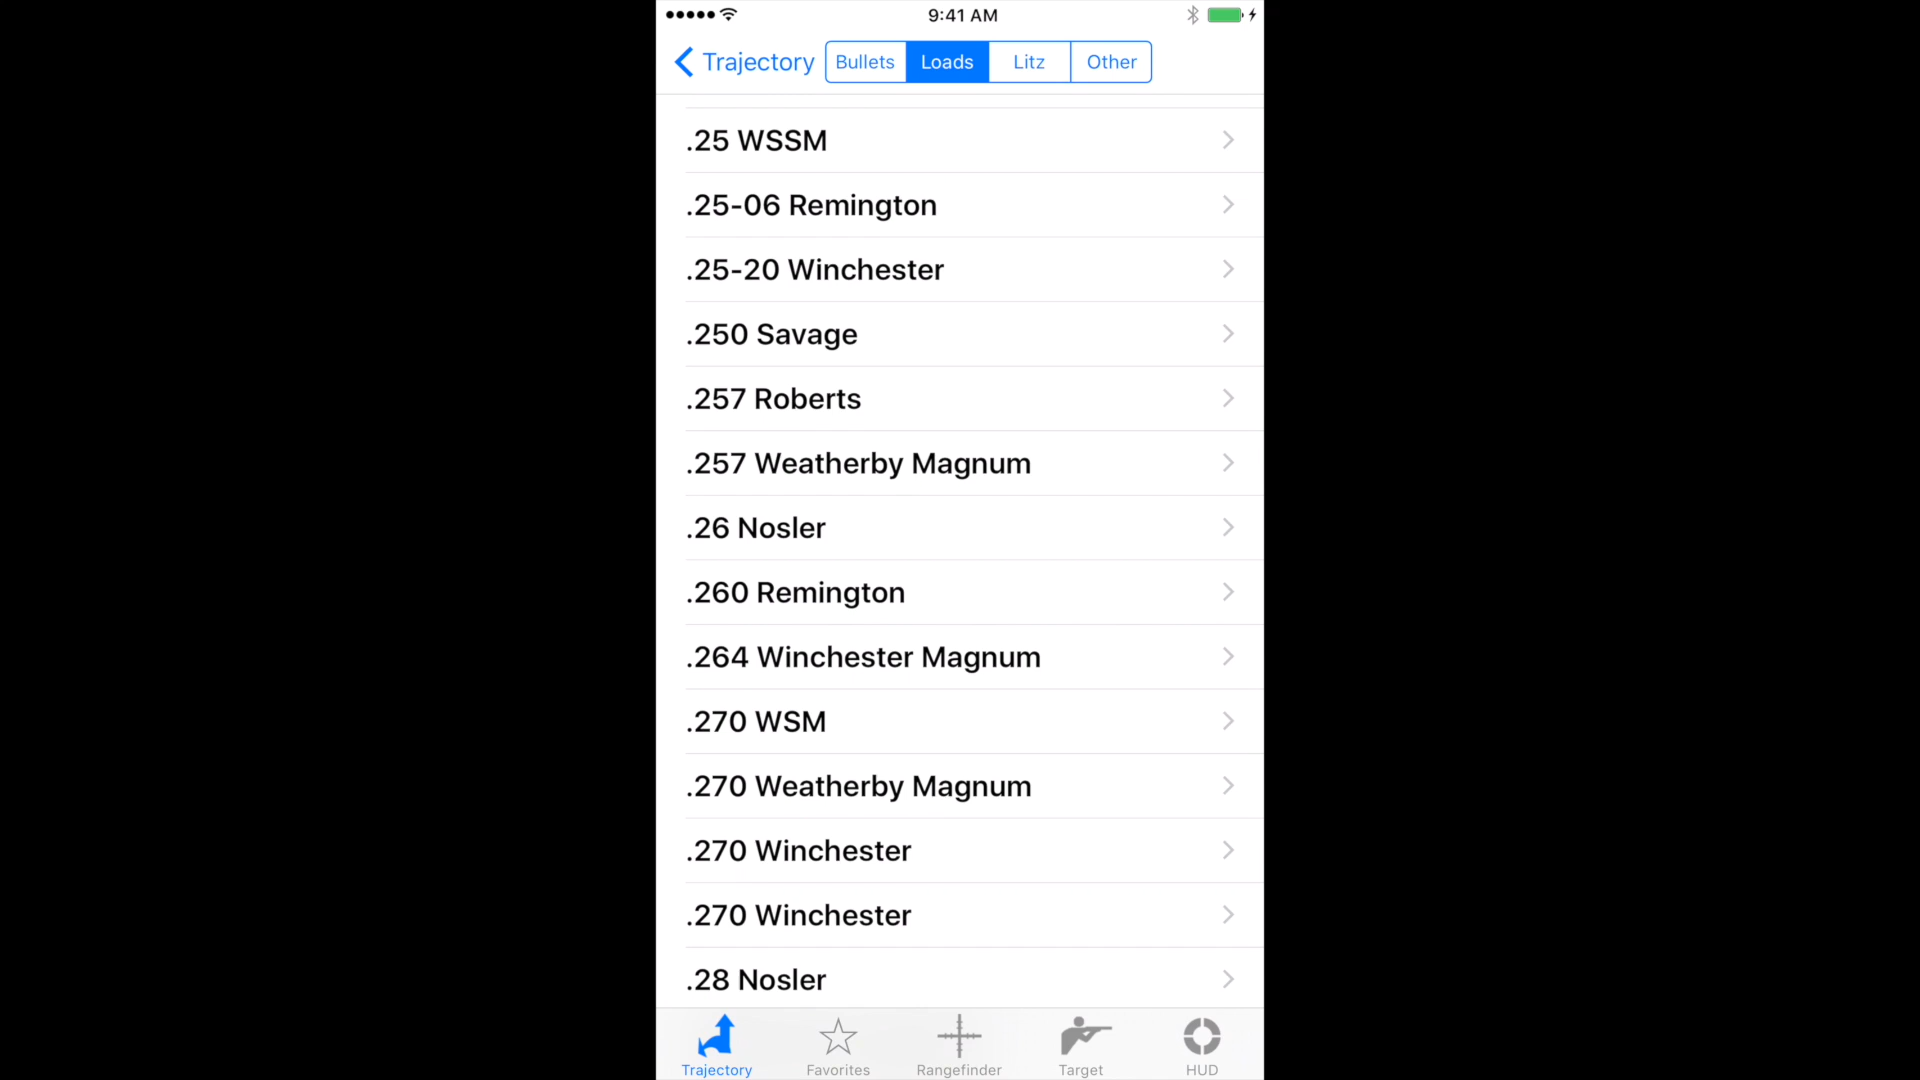 9:41 AM
Trajectory Bullets Loads Litz Other
.25 WSSM
.25-06 Remington
.25-20 Winchester
.250 Savage
.257 Roberts
.257 Weatherby Magnum
.26 Nosler
.260 Remington
.264 Winchester Magnum
.270 WSM
.270 Weatherby Magnum
.270 Winchester
.270 Winchester
.28 Nosler
Trajectory Favorites Rangefinder Target HUD